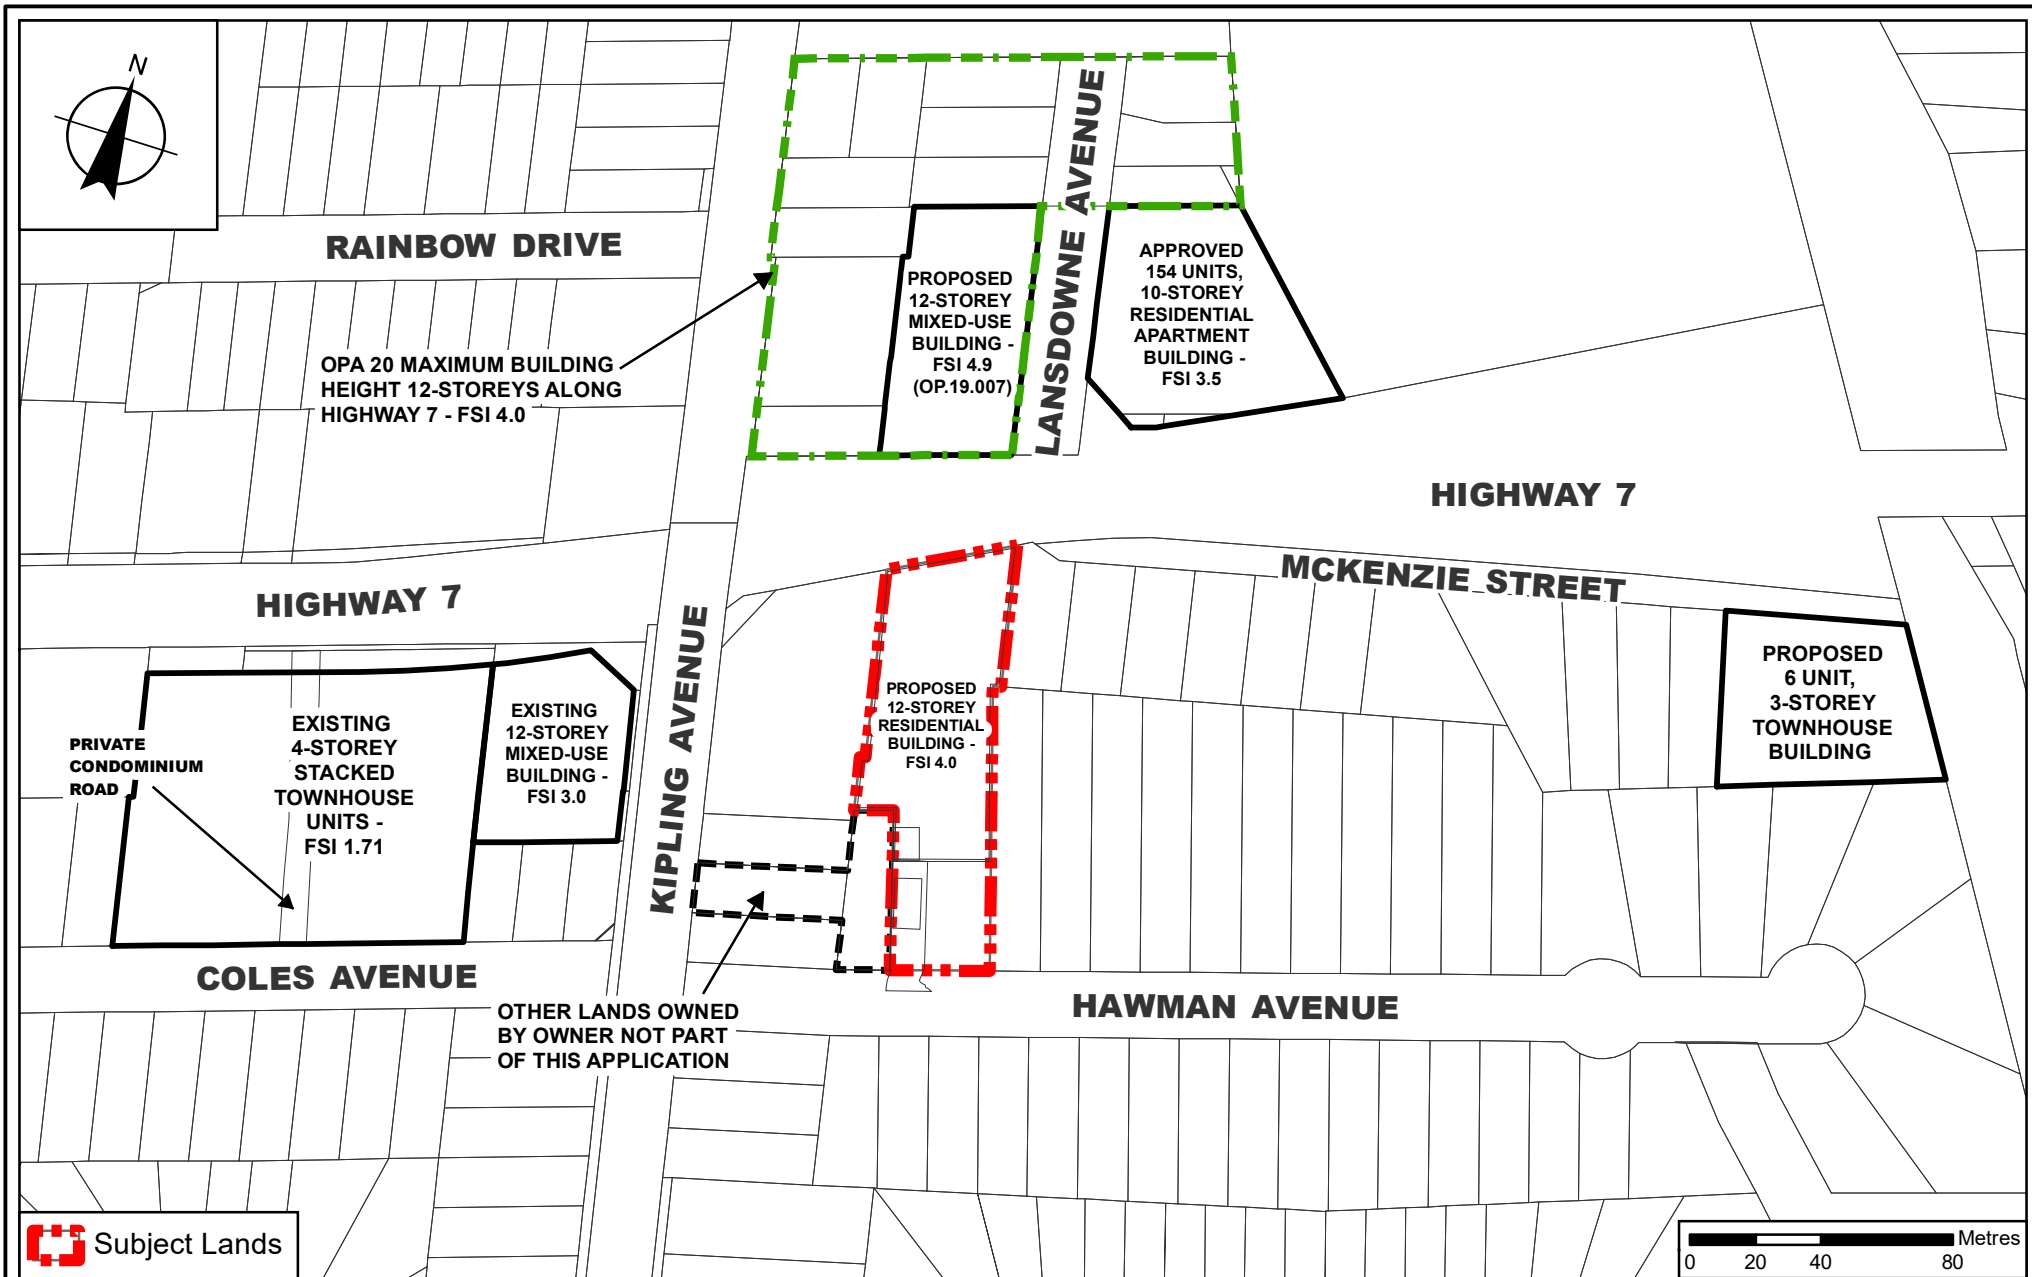 N
RAINBOW DRIVE
OPA 20 MAXIMUM BUILDING
HEIGHT 12-STOREYS ALONG
HIGHWAY 7 - FSI 4.0
PROPOSED
12-STOREY
MIXED-USE
BUILDING -
FSI 4.9
(OP.19.007)
LANSDOWNE AVENUE
APPROVED
154 UNITS,
10-STOREY
RESIDENTIAL
APARTMENT
BUILDING -
FSI 3.5
HIGHWAY 7
HIGHWAY 7
MCKENZIE STREET
KIPLING AVENUE
PRIVATE
CONDOMINIUM
ROAD
EXISTING
4-STOREY
STACKED
TOWNHOUSE
UNITS -
FSI 1.71
EXISTING
12-STOREY
MIXED-USE
BUILDING -
FSI 3.0
PROPOSED
12-STOREY
RESIDENTIAL
BUILDING -
FSI 4.0
PROPOSED
6 UNIT,
3-STOREY
TOWNHOUSE
BUILDING
COLES AVENUE
OTHER LANDS OWNED
BY OWNER NOT PART
OF THIS APPLICATION
HAWMAN AVENUE
Subject Lands
Metres
0 20 40 80